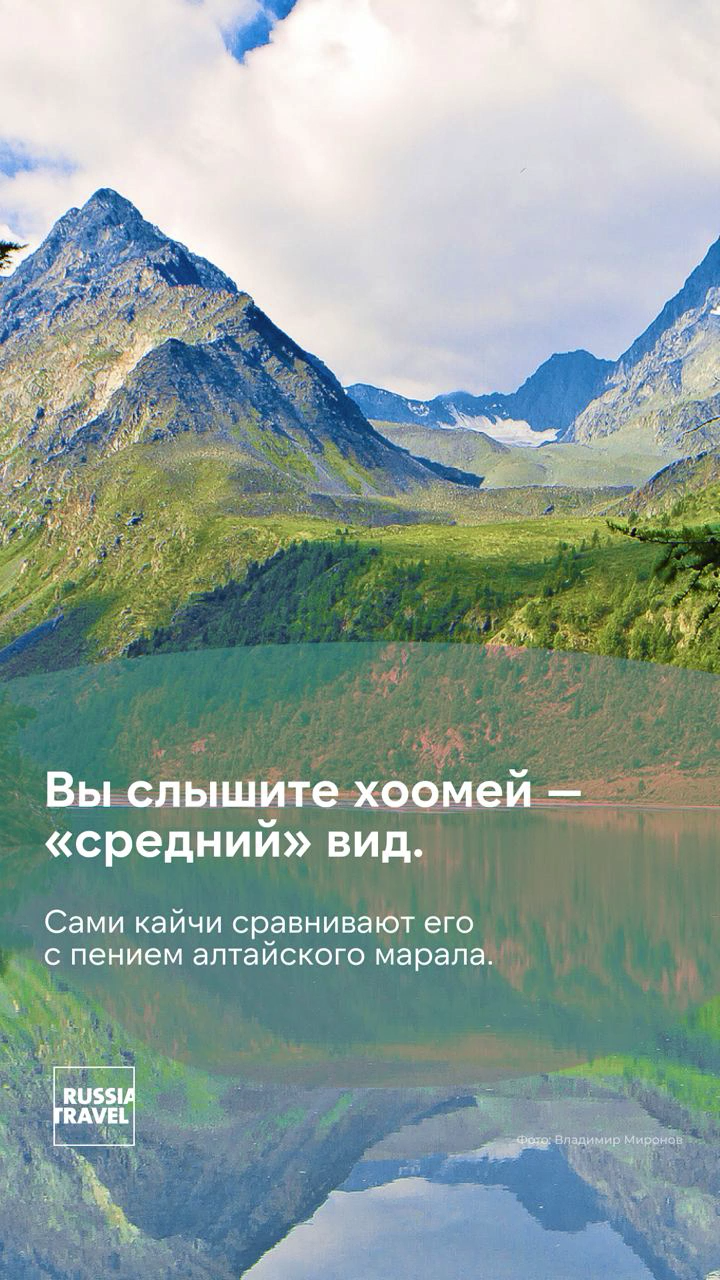 Вы слышите хоомей –
«средний» вид.
Сами кайчи сравнивают его
с пением алтайского марала.
RUSSIA
TRAVEL
Фото: Владимир Миронов